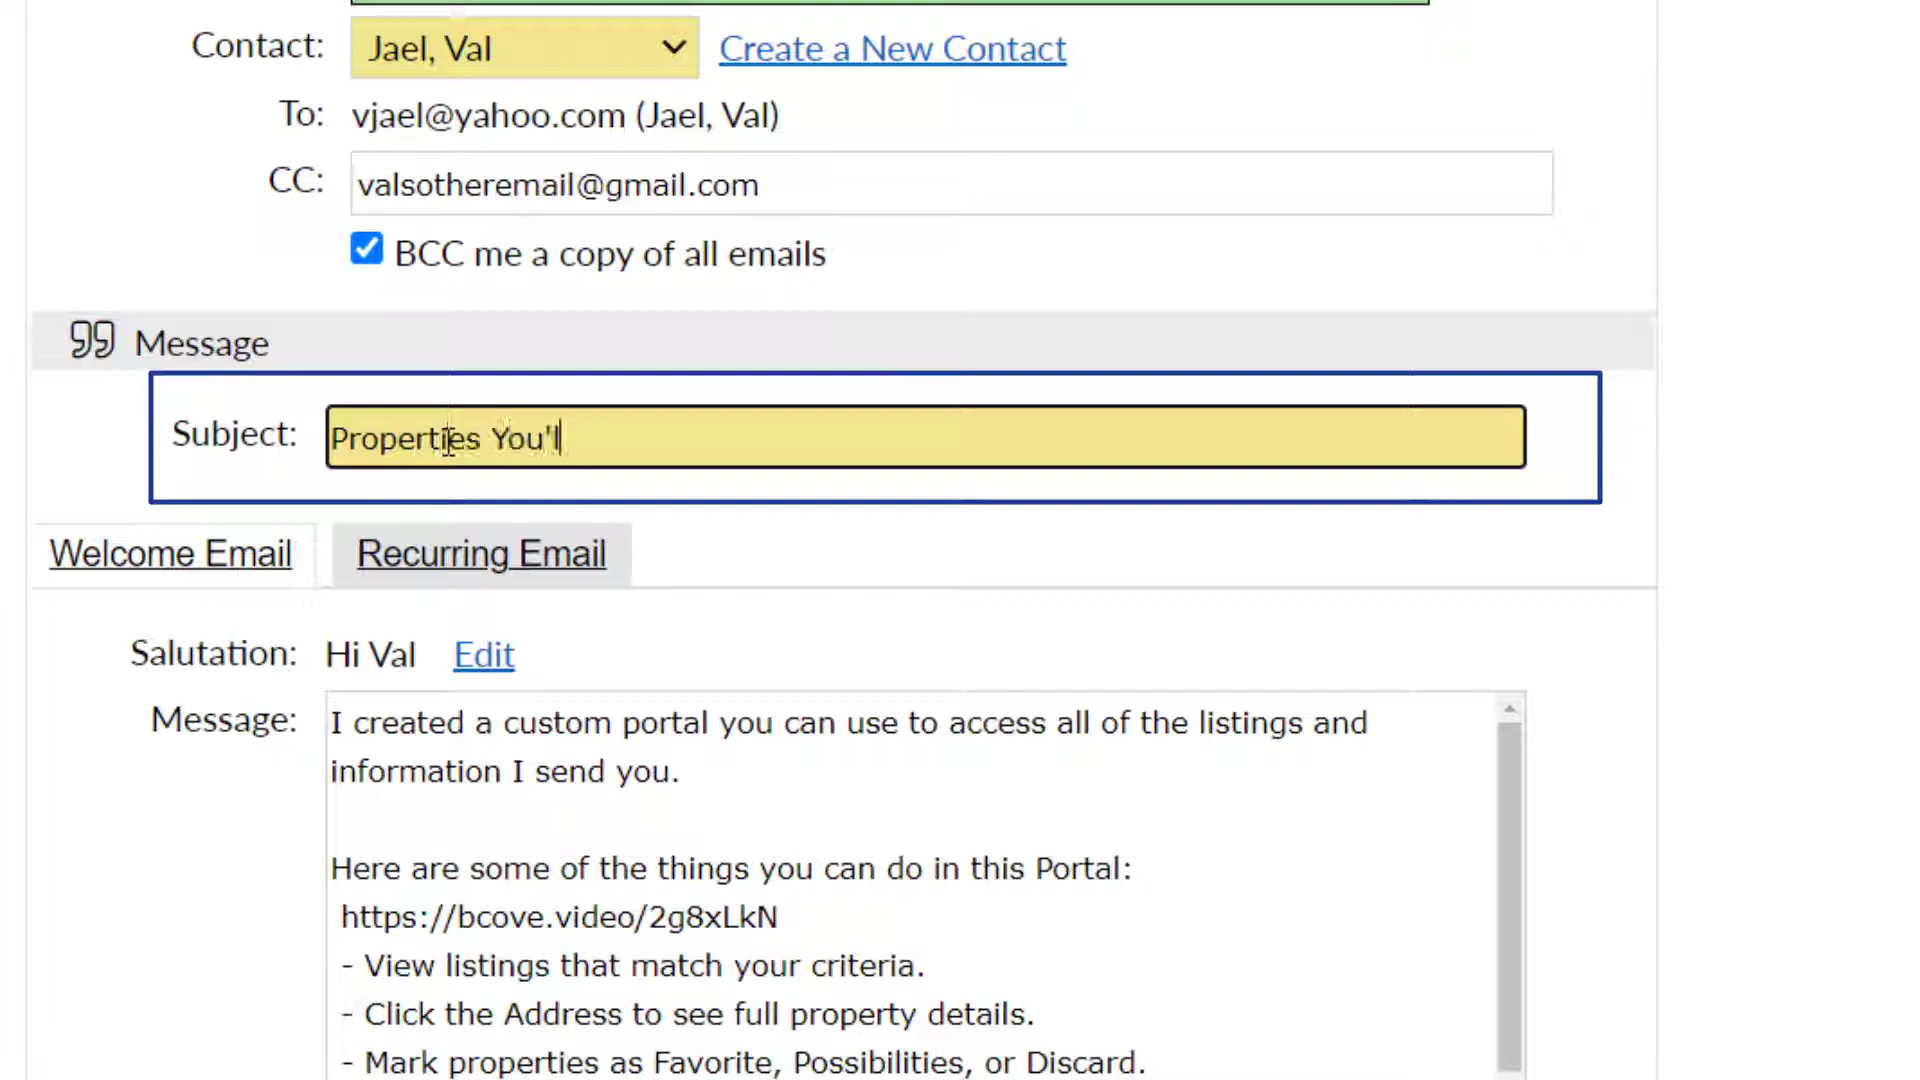 Contact: Jael, Val Create a New Contact
To: vjael@yahoo.com (Jael, Val)
CC: valsotheremail@gmail.com
BCC me a copy of all emails
Message
Subject: Properties You'l
Welcome Email Recurring Email
Salutation: Hi Val Edit
Message: I created a custom portal you can use to access all of the listings and
information I send you.
Here are some of the things you can do in this Portal:
https://bcove.video/2g8xLkN
- View listings that match your criteria.
- Click the Address to see full property details.
- Mark properties as Favorite, Possibilities, or Discard.